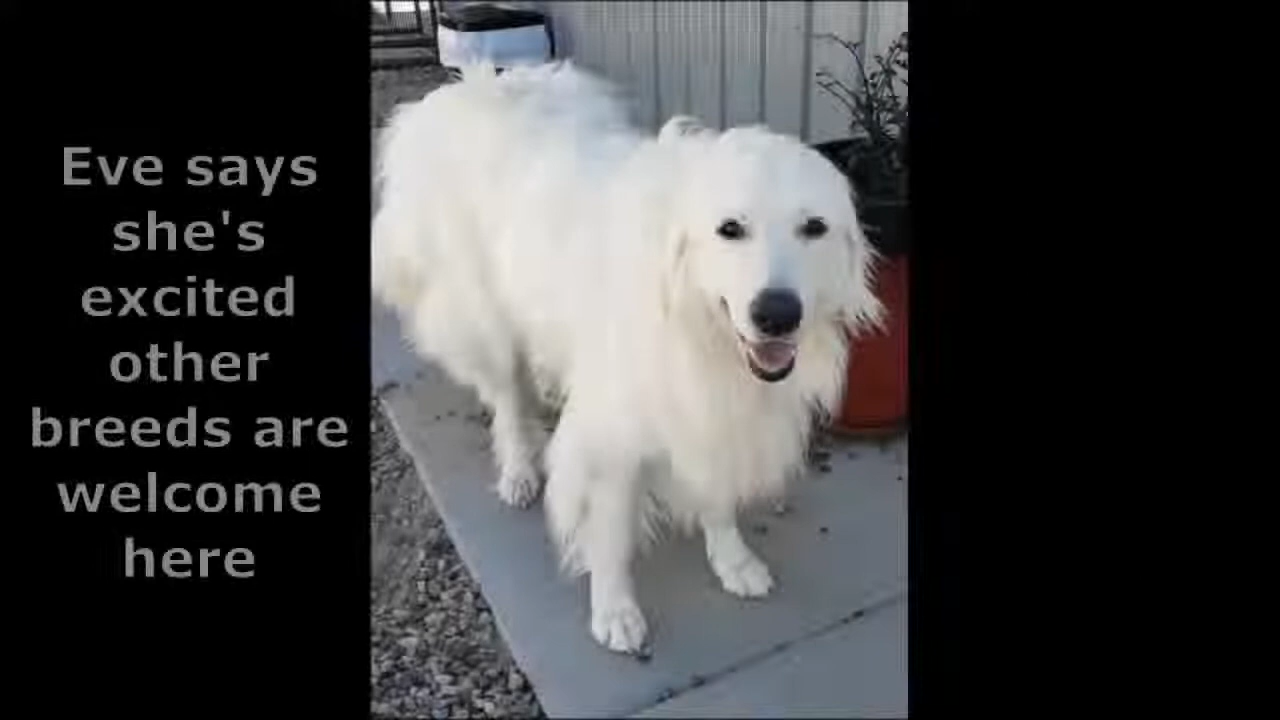 Eve says
she's
excited
other
breeds are
welcome
here